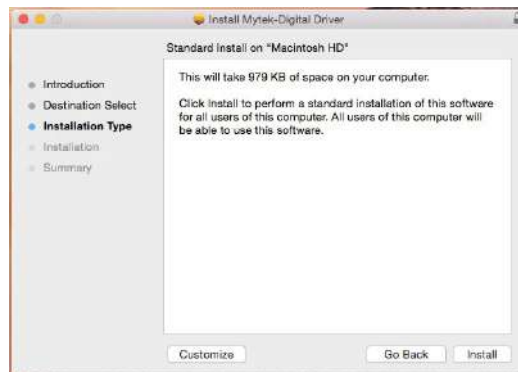 Install Mytek-Digital Driver
Standard Install on "Macintosh HD"
Introduction
Destination Select
Installation Type
Installation
Summary
This will take 979 KB of space on your computer.
Click Install to perform a standard installation of this software
for all users of this computer. All users of this computer will
be able to use this software.
Customize
Go Back
Install